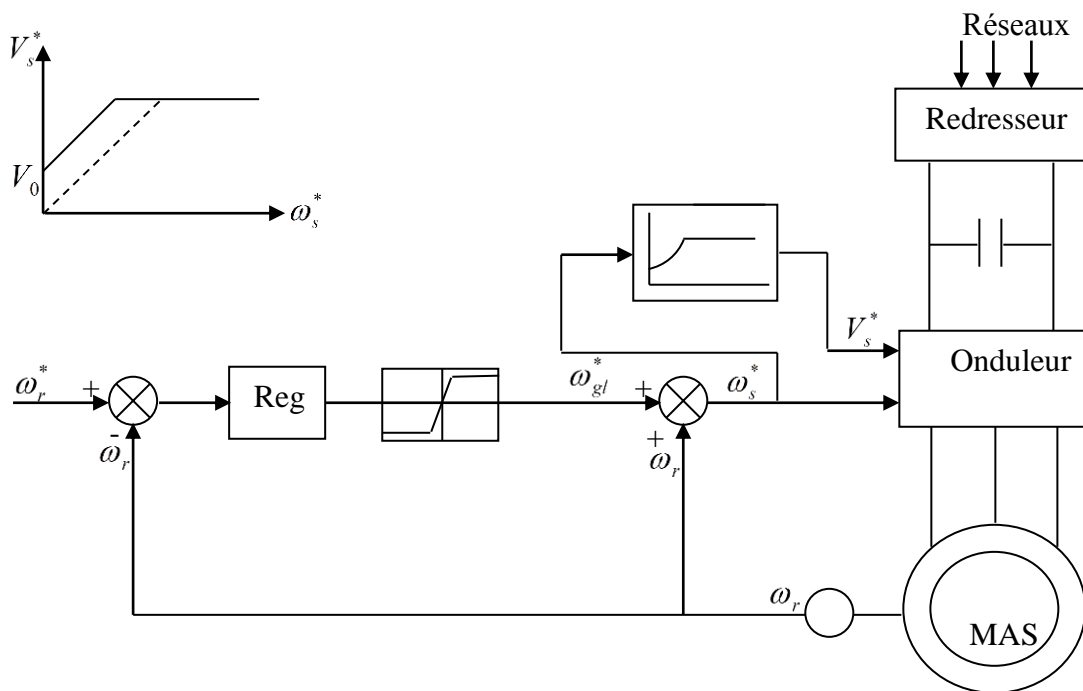 Réseaux
V_s^*
Redresseur
V_0
ω_s^*
V_s^*
Onduleur
ω_r^*
+
Reg
ω_gl^*
+
ω_s^*
-
ω_r
+
ω_r
ω_r
MAS